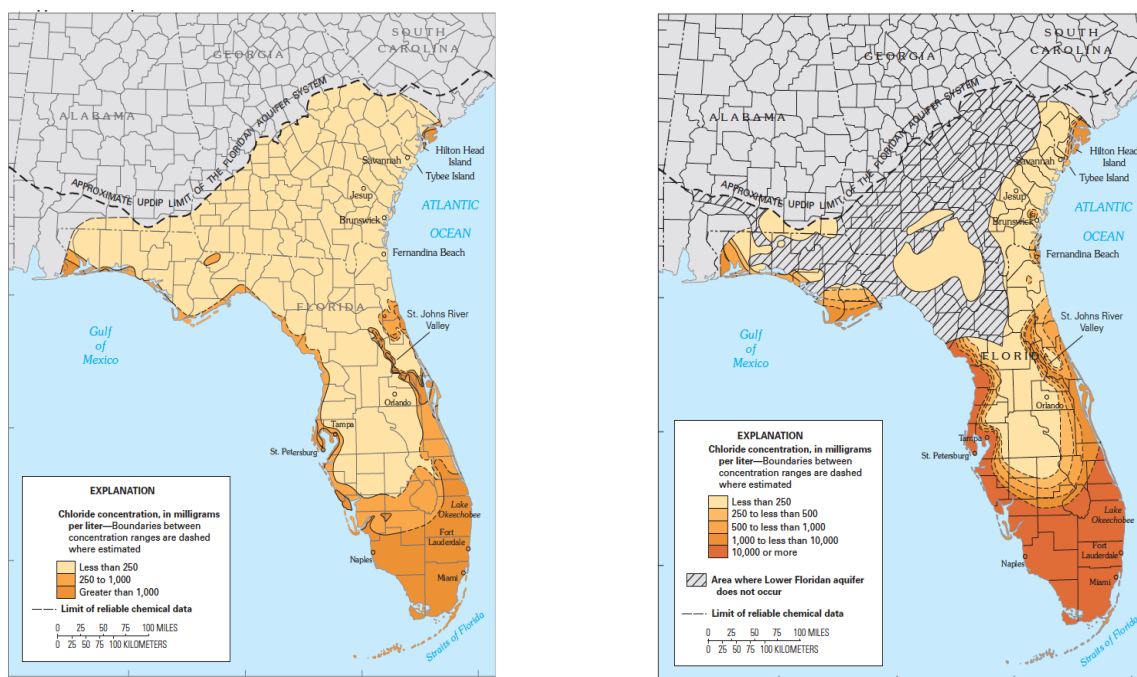 SOUTH
CAROLINA
GEORGIA
ALABAMA
APPROXIMATE UPDIP LIMIT OF THE FLORIDAN AQUIFER SYSTEM
Hilton Head
Island
Savannah
Tybee Island
Jesup
ATLANTIC
OCEAN
Brunswick
Fernandina Beach
FLORIDA
St. Johns River
Valley
Gulf
of
Mexico
Orlando
Tampa
St. Petersburg
Lake
Okeechobee
Fort
Lauderdale
Naples
Miami
Straits of Florida
EXPLANATION
Chloride concentration, in milligrams
per liter—Boundaries between
concentration ranges are dashed
where estimated
Less than 250
250 to 1,000
Greater than 1,000
Limit of reliable chemical data
0 25 50 75 100 MILES
0 25 50 75 100 KILOMETERS
SOUTH
CAROLINA
GEORGIA
ALABAMA
APPROXIMATE UPDIP LIMIT OF THE FLORIDAN AQUIFER SYSTEM
Hilton Head
Island
Savannah
Tybee Island
Jesup
ATLANTIC
OCEAN
Brunswick
Fernandina Beach
St. Johns River
Valley
Gulf
of
Mexico
FLORIDA
Orlando
Tampa
St. Petersburg
Lake
Okeechobee
Fort
Lauderdale
Naples
Miami
Straits of Florida
EXPLANATION
Chloride concentration, in milligrams
per liter—Boundaries between
concentration ranges are dashed
where estimated
Less than 250
250 to less than 500
500 to less than 1,000
1,000 to less than 10,000
10,000 or more
Area where Lower Floridan aquifer
does not occur
Limit of reliable chemical data
0 25 50 75 100 MILES
0 25 50 75 100 KILOMETERS